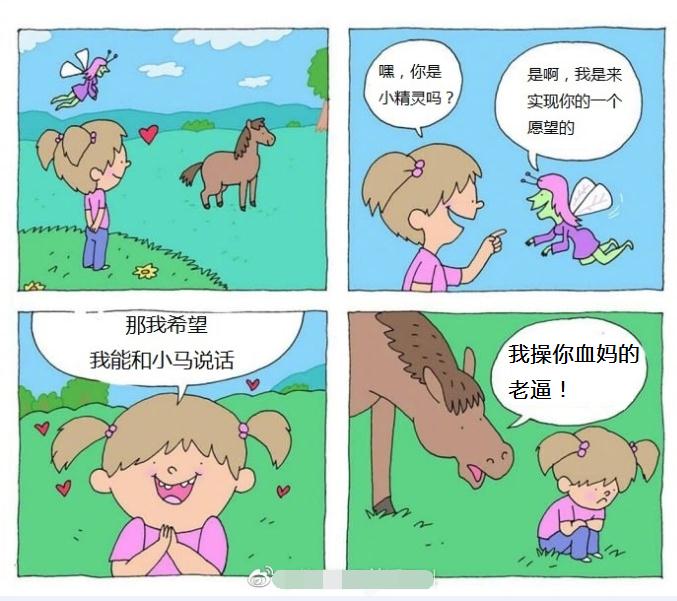 嘿，你是
小精灵吗？
是啊，我是来
实现你的一个
愿望的
那我希望
我能和小马说话
我操你血妈的
老逼！